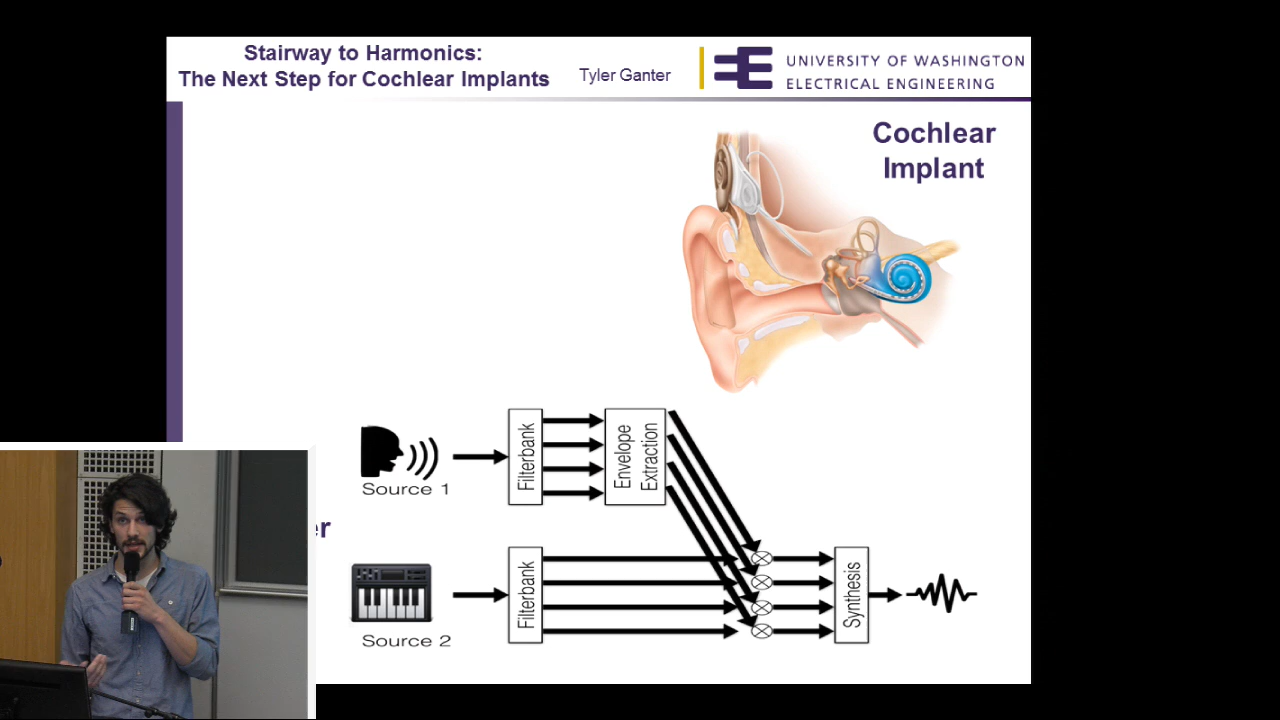 Stairway to Harmonics:
The Next Step for Cochlear Implants
Tyler Ganter
UNIVERSITY OF WASHINGTON
ELECTRICAL ENGINEERING
Cochlear
Implant
Source 1
Filterbank
Envelope
Extraction
er
Source 2
Filterbank
Synthesis